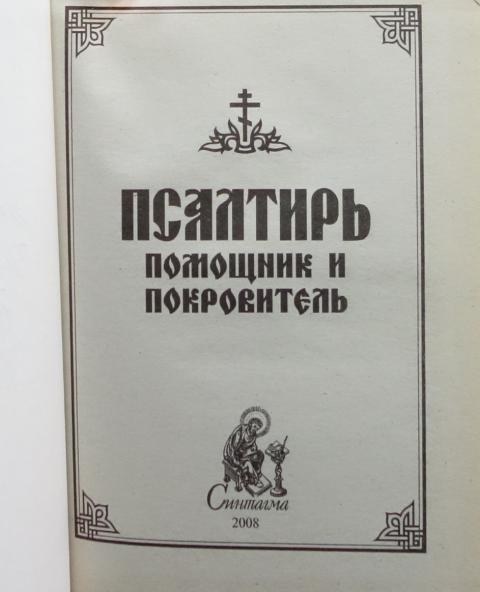 ПСАЛТИРЬ
ПОМОЩНИК И
ПОКРОВИТЕЛЬ
Синтагма
2008